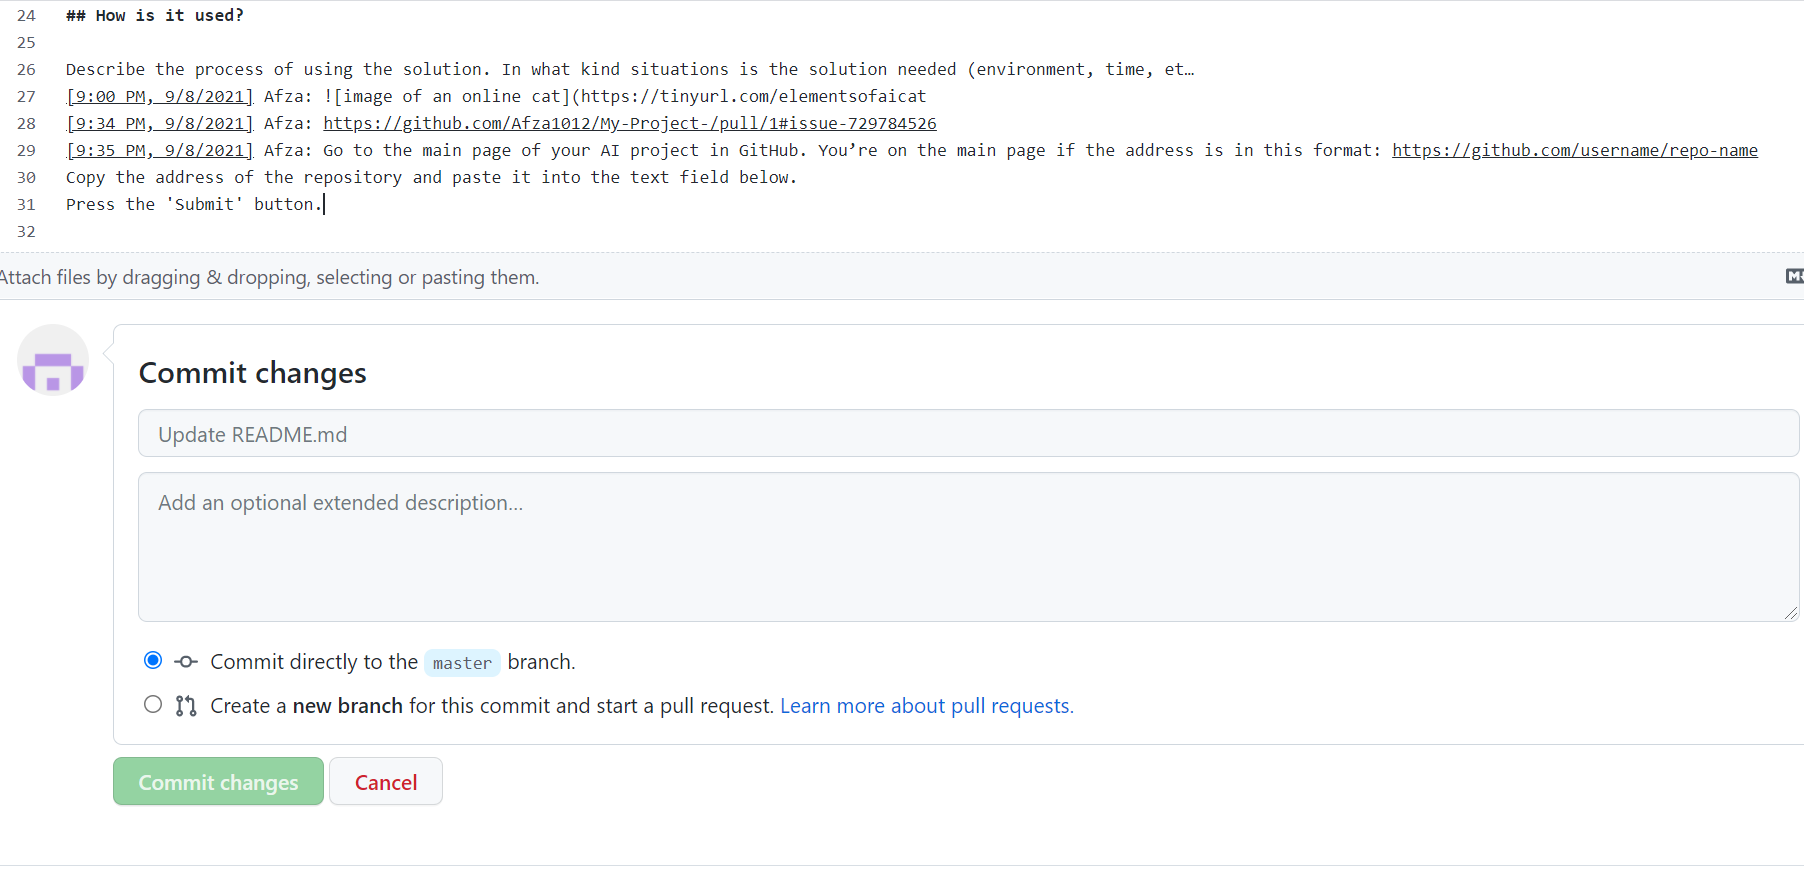 24 ## How is it used?
25
26 Describe the process of using the solution. In what kind situations is the solution needed (environment, time, et…
27 [9:00 PM, 9/8/2021] Afza: ![image of an online cat](https://tinyurl.com/elementsofaicat
28 [9:34 PM, 9/8/2021] Afza: https://github.com/Afza1012/My-Project-/pull/1#issue-729784526
29 [9:35 PM, 9/8/2021] Afza: Go to the main page of your AI project in GitHub. You’re on the main page if the address is in this format: https://github.com/username/repo-name
30 Copy the address of the repository and paste it into the text field below.
31 Press the 'Submit' button.
32
Attach files by dragging & dropping, selecting or pasting them.
Commit changes
Update README.md
Add an optional extended description…
Commit directly to the master branch.
Create a new branch for this commit and start a pull request. Learn more about pull requests.
Commit changes Cancel